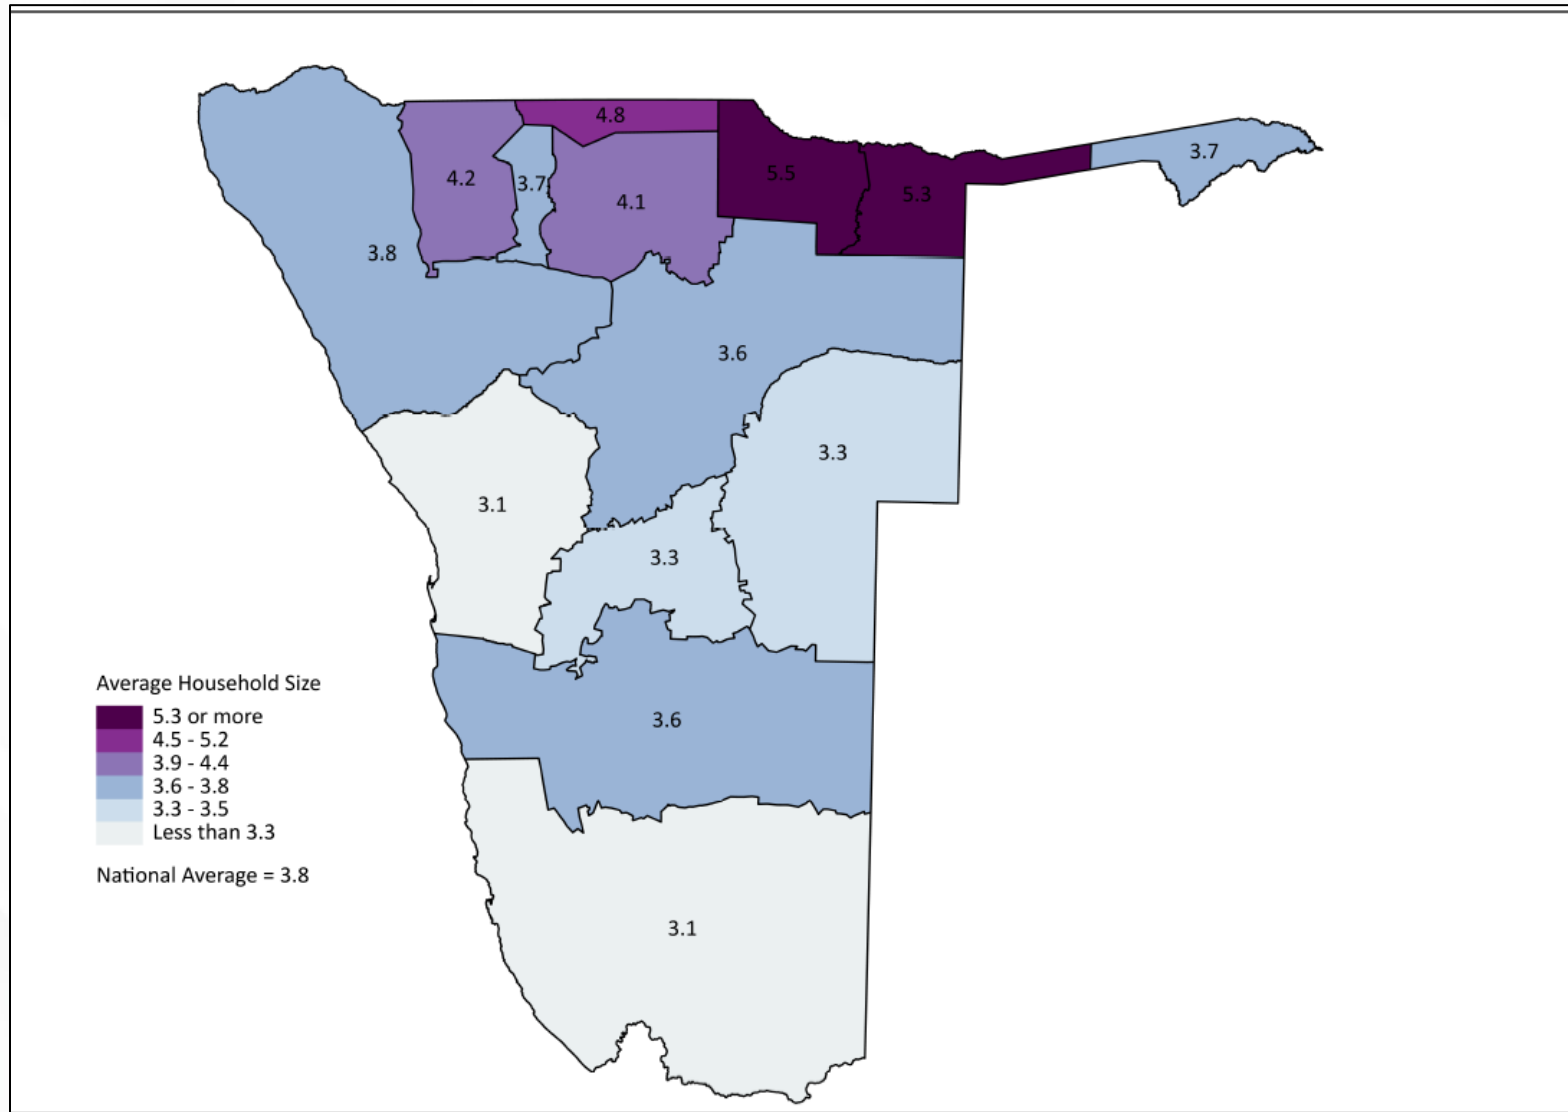 4.8
3.7
4.2
3.7
5.5
5.3
4.1
3.8
3.6
3.3
3.1
3.3
Average Household Size
5.3 or more
4.5 - 5.2
3.9 - 4.4
3.6 - 3.8
3.3 - 3.5
Less than 3.3
National Average = 3.8
3.6
3.1